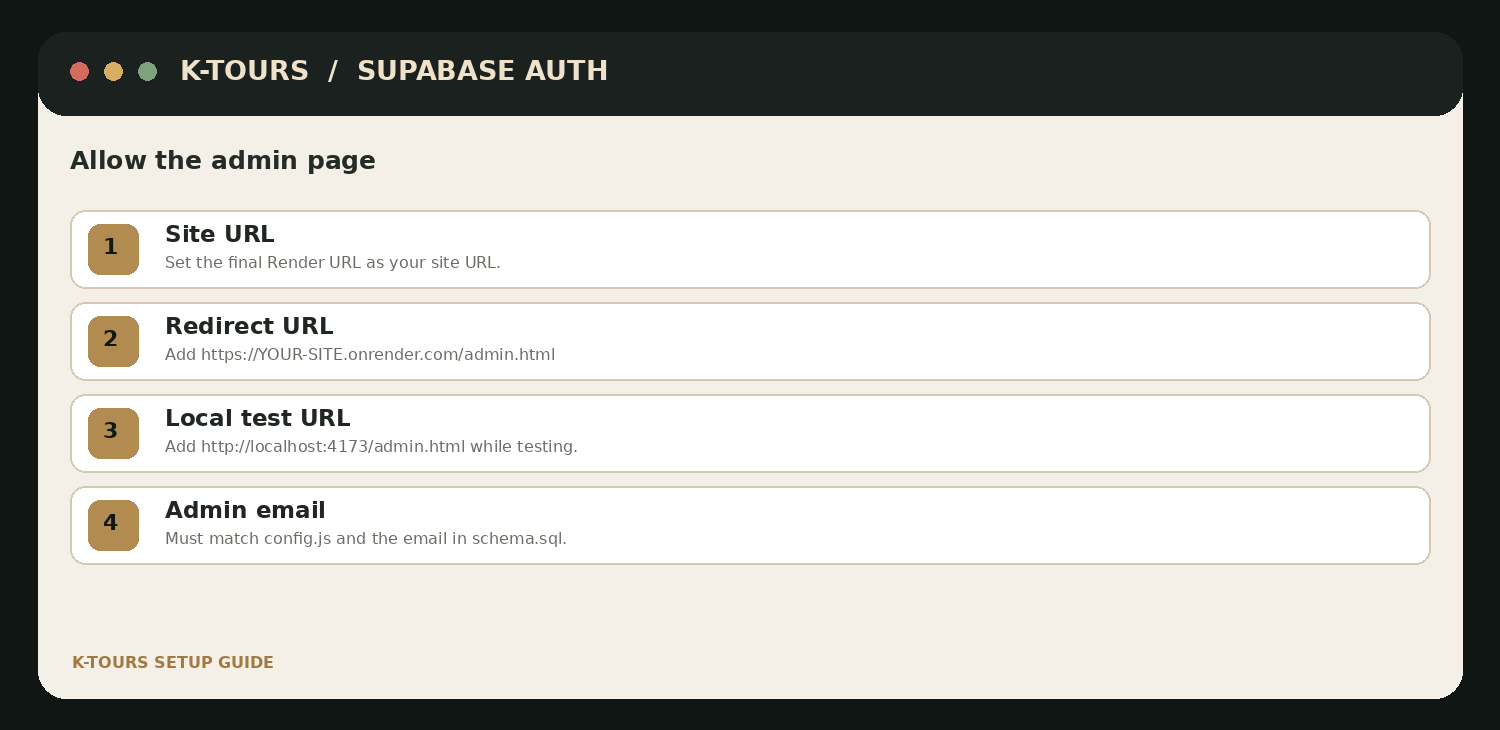 K-TOURS / SUPABASE AUTH
Allow the admin page
1
Site URL
Set the final Render URL as your site URL.
2
Redirect URL
Add https://YOUR-SITE.onrender.com/admin.html
3
Local test URL
Add http://localhost:4173/admin.html while testing.
4
Admin email
Must match config.js and the email in schema.sql.
K-TOURS SETUP GUIDE